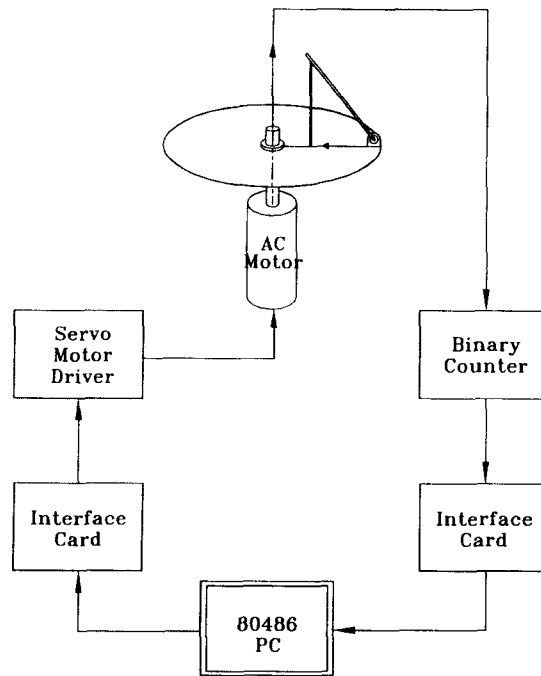 AC
Motor
Servo
Motor
Driver
Binary
Counter
Interface
Card
Interface
Card
80486
PC